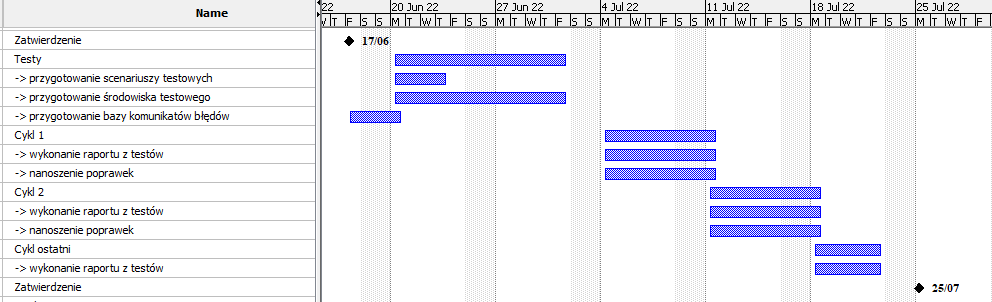 Name
22 20 Jun 22 27 Jun 22 4 Jul 22 11 Jul 22 18 Jul 22 25 Jul 22
W T F S S M T W T F S S M T W T F S S M T W T F S S M T W T F S S M T W T F S S M T W T F
Zatwierdzenie 17/06
Testy
-> przygotowanie scenariuszy testowych
-> przygotowanie środowiska testowego
-> przygotowanie bazy komunikatów błędów
Cykl 1
-> wykonanie raportu z testów
-> nanoszenie poprawek
Cykl 2
-> wykonanie raportu z testów
-> nanoszenie poprawek
Cykl ostatni
-> wykonanie raportu z testów
Zatwierdzenie 25/07